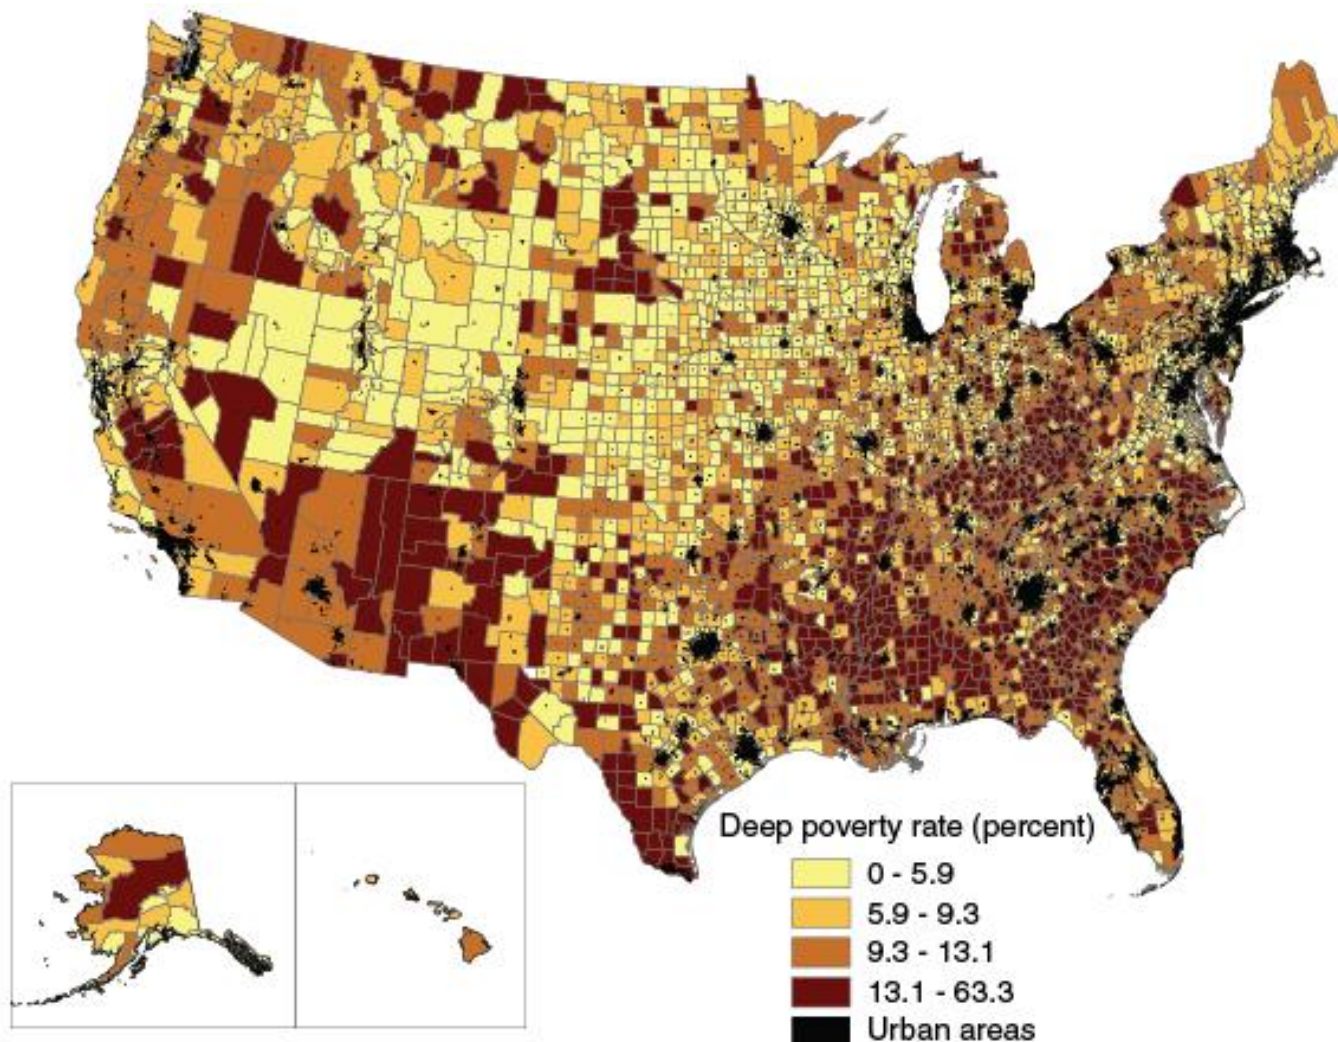 Deep poverty rate (percent)
0 - 5.9
5.9 - 9.3
9.3 - 13.1
13.1 - 63.3
Urban areas